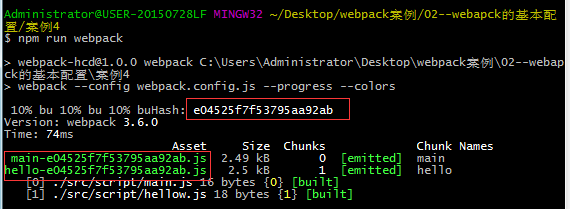 Administrator@USER-20150728LF MINGW32 ~/Desktop/webpack案例/02--webapck的基本配
置/案例4
$ npm run webpack
> webpack-hcd@1.0.0 webpack C:\Users\Administrator\Desktop\webpack案例\02--webap
ck的基本配置\案例4
> webpack --config webpack.config.js --progress --colors
10% bu 10% bu 10% buHash: e04525f7f53795aa92ab
Version: webpack 3.6.0
Time: 74ms
Asset Size Chunks Chunk Names
main-e04525f7f53795aa92ab.js 2.49 kB 0 [emitted] main
hello-e04525f7f53795aa92ab.js 2.5 kB 1 [emitted] hello
[0] ./src/script/main.js 16 bytes {0} [built]
[1] ./src/script/hellow.js 18 bytes {1} [built]